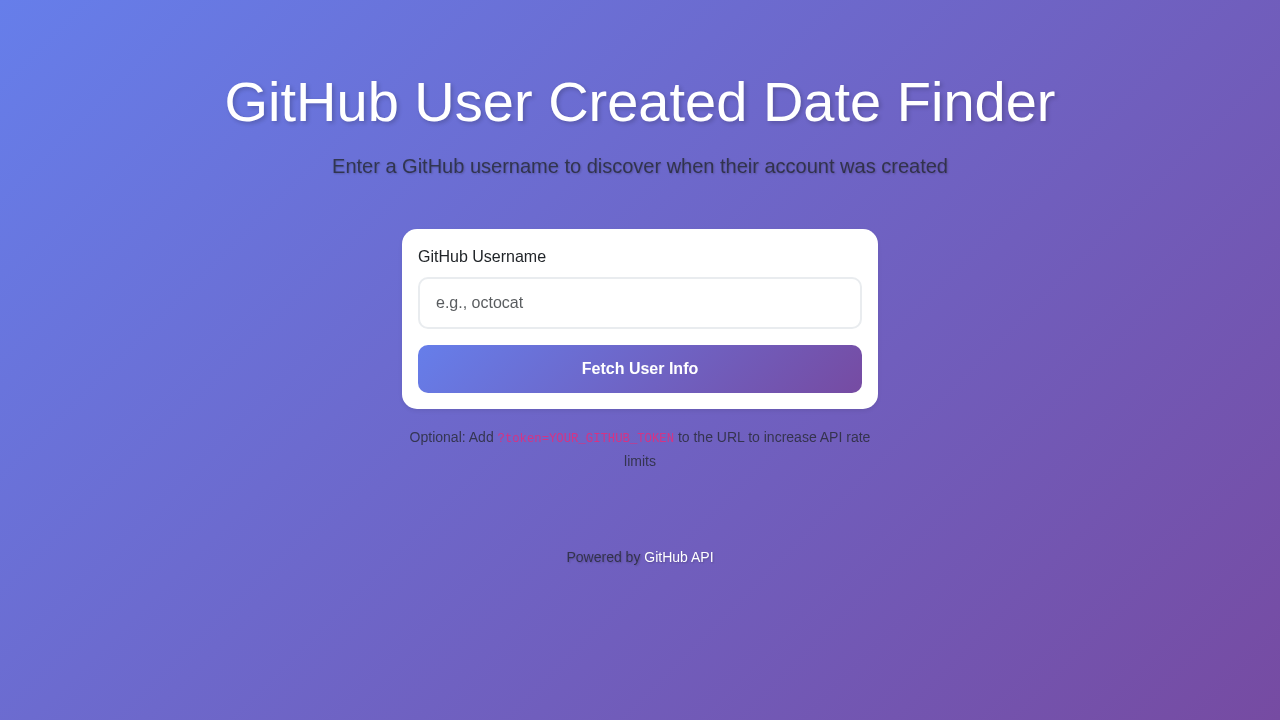 GitHub User Created Date Finder
Enter a GitHub username to discover when their account was created
GitHub Username
e.g., octocat
Fetch User Info
Optional: Add ?token=YOUR_GITHUB_TOKEN to the URL to increase API rate
limits
Powered by GitHub API